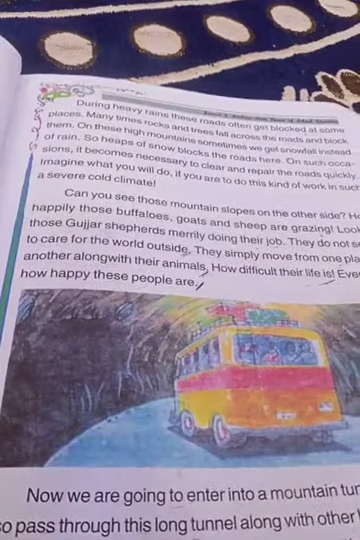 During heavy rains these roads often get blocked at some
places. Many times rocks and trees fall across the roads and block
them. On these high mountains sometimes we get snowfall instead
of rain. So heaps of snow blocks the roads here. On such occa-
sions, it becomes necessary to clear and repair the roads quickly.
Imagine what you will do, if you are to do this kind of work in such
a severe cold climate!
Can you see those mountain slopes on the other side?
happily those buffaloes, goats and sheep are grazing! Look
those Gujjar shepherds merrily doing their job. They do not
to care for the world outside. They simply move from one
another alongwith their animals. How difficult their life is!
how happy these people are.
Now we are going to enter into a mountain
pass through this long tunnel along with other